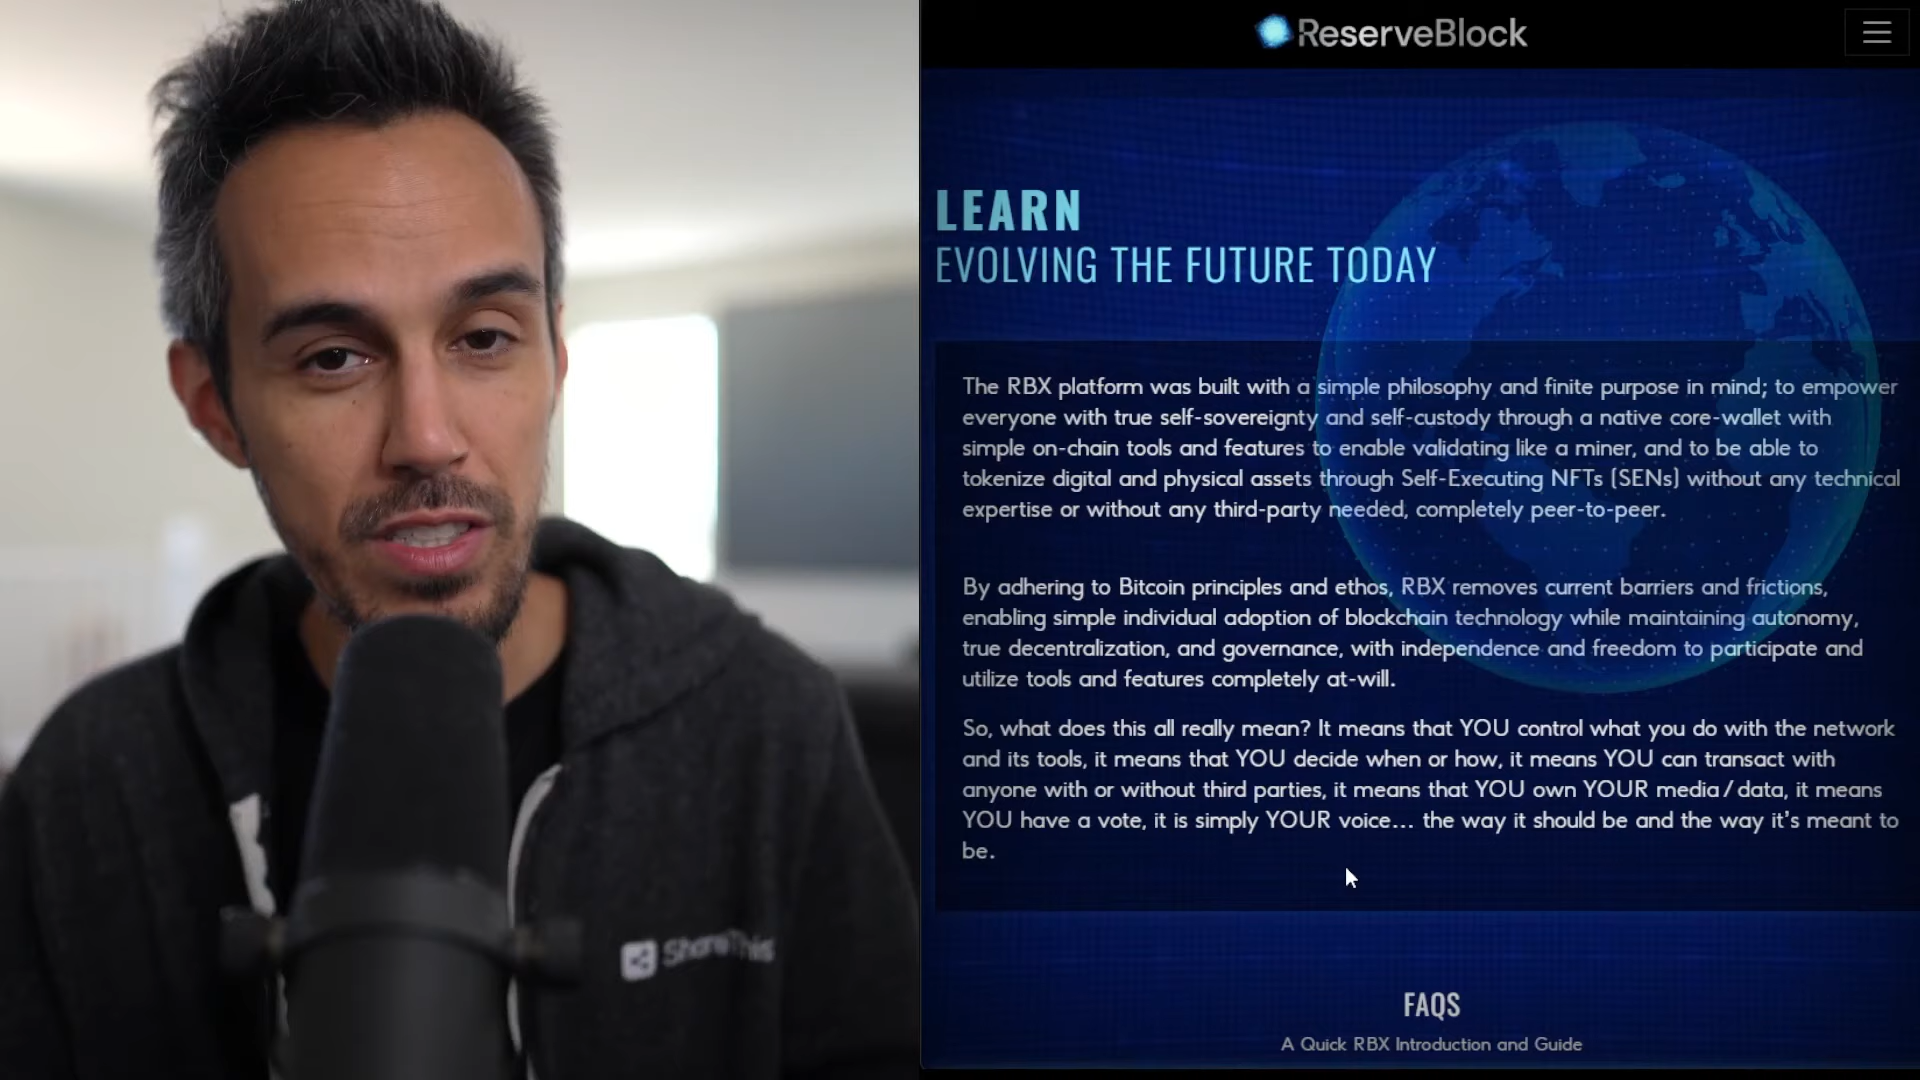 ReserveBlock
LEARN
EVOLVING THE FUTURE TODAY
The RBX platform was built with a simple philosophy and finite purpose in mind; to empower
everyone with true self-sovereignty and self-custody through a native core-wallet with
simple on-chain tools and features to enable validating like a miner, and to be able to
tokenize digital and physical assets through Self-Executing NFTs (SENs) without any technical
expertise or without any third-party needed, completely peer-to-peer.
By adhering to Bitcoin principles and ethos, RBX removes current barriers and frictions,
enabling simple individual adoption of blockchain technology while maintaining autonomy,
true decentralization, and governance, with independence and freedom to participate and
utilize tools and features completely at-will.
So, what does this all really mean? It means that YOU control what you do with the network
and its tools, it means that YOU decide when or how, it means YOU can transact with
anyone with or without third parties, it means that YOU own YOUR media/data, it means
YOU have a vote, it is simply YOUR voice... the way it should be and the way it's meant to
be.
FAQS
A Quick RBX Introduction and Guide
ShareThis